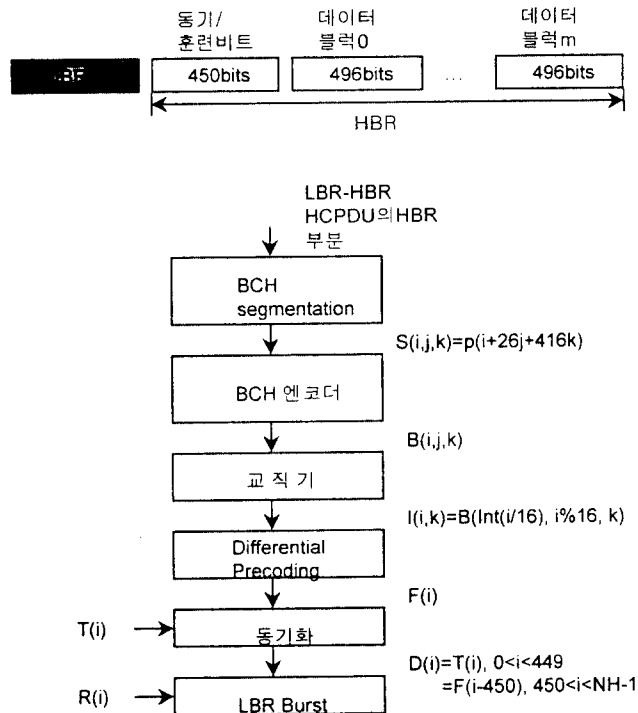 동기/
훈련비트
데이터
블럭0
데이터
블럭m
450bits
496bits
...
496bits
HBR
LBR-HBR
HCPDU의HBR
부분
BCH
segmentation
S(i,j,k)=p(i+26j+416k)
BCH 엔코더
B(i,j,k)
교 직 기
I(i,k)=B(Int(i/16), i%16, k)
Differential
Precoding
F(i)
T(i)
동기화
D(i)=T(i), 0<i<449
=F(i-450), 450<i<NH-1
R(i)
LBR Burst